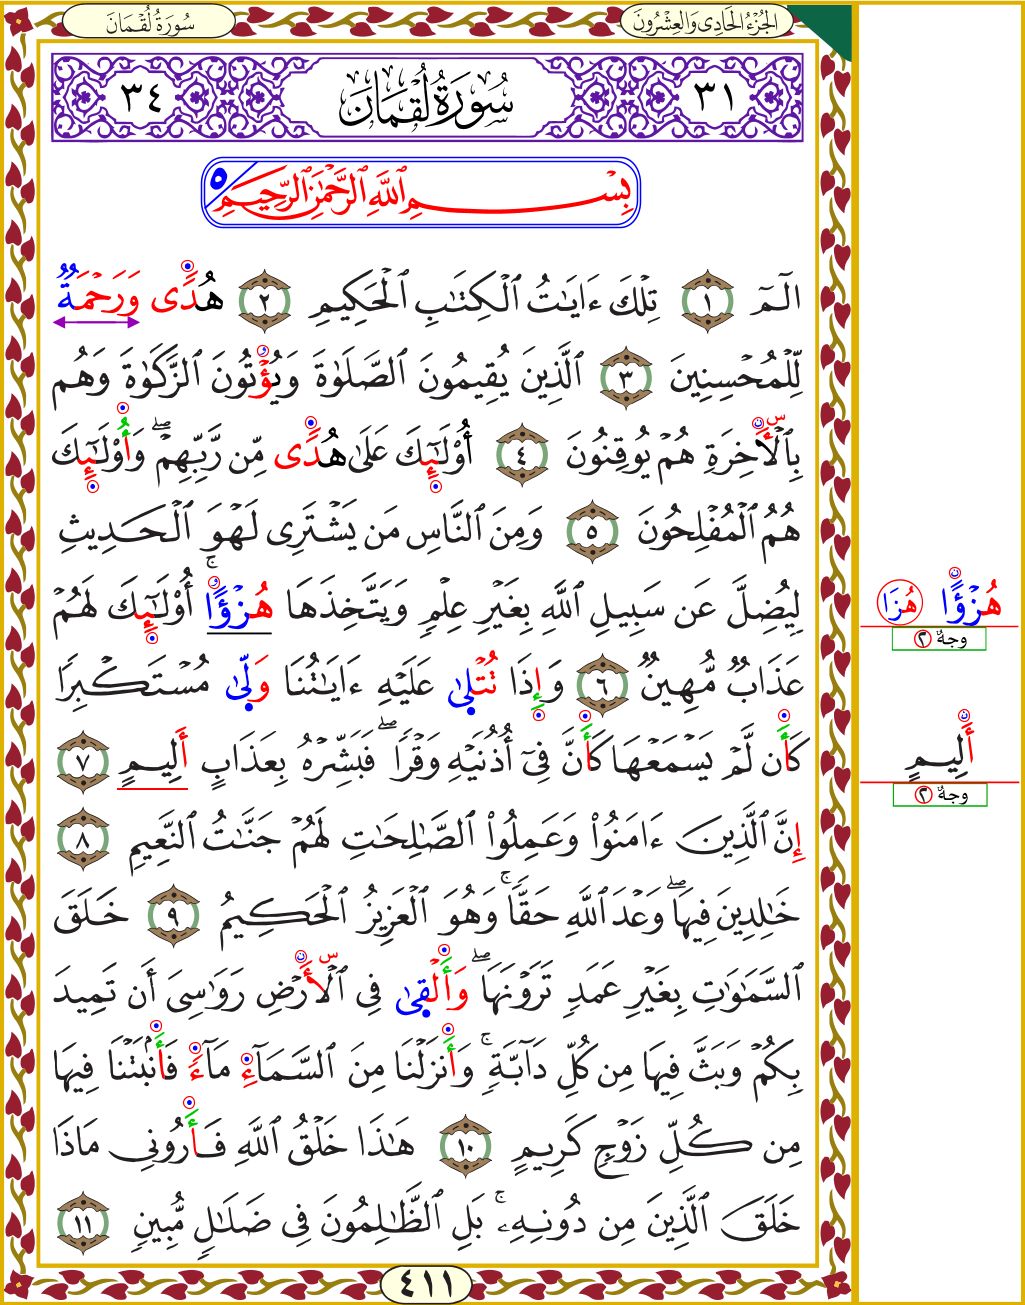 الجُزْءُ الحَادِى وَالعِشْرُونَ
سُورَةُ لُقْمَانَ
٣١
سُورَةُ لُقْمَانَ
٣٤
بِسْمِ ٱللَّهِ ٱلرَّحْمَٰنِ ٱلرَّحِيمِ ٥
الٓمٓ ١ تِلْكَ ءَايَٰتُ ٱلْكِتَٰبِ ٱلْحَكِيمِ ٢ هُدًى وَرَحْمَةٌ
لِّلْمُحْسِنِينَ ٣ ٱلَّذِينَ يُقِيمُونَ ٱلصَّلَوٰةَ وَيُؤْتُونَ ٱلزَّكَوٰةَ وَهُم
بِٱلْأَخِرَةِ هُمْ يُوقِنُونَ ٤ أُوْلَٰٓئِكَ عَلَىٰ هُدًى مِّن رَّبِّهِمْ ۖ وَأُوْلَٰٓئِكَ
هُمُ ٱلْمُفْلِحُونَ ٥ وَمِنَ ٱلنَّاسِ مَن يَشْتَرِى لَهْوَ ٱلْحَدِيثِ
لِيُضِلَّ عَن سَبِيلِ ٱللَّهِ بِغَيْرِ عِلْمٍ وَيَتَّخِذَهَا هُزُؤًا ۚ أُوْلَٰٓئِكَ لَهُمْ
عَذَابٌ مُّهِينٌ ٦ وَإِذَا تُتْلَىٰ عَلَيْهِ ءَايَٰتُنَا وَلَّىٰ مُسْتَكْبِرًا
كَأَن لَّمْ يَسْمَعْهَا كَأَنَّ فِىٓ أُذُنَيْهِ وَقْرًا ۖ فَبَشِّرْهُ بِعَذَابٍ أَلِيمٍ ٧
إِنَّ ٱلَّذِينَ ءَامَنُواْ وَعَمِلُواْ ٱلصَّٰلِحَٰتِ لَهُمْ جَنَّٰتُ ٱلنَّعِيمِ ٨
خَٰلِدِينَ فِيهَا ۖ وَعْدَ ٱللَّهِ حَقًّا ۚ وَهُوَ ٱلْعَزِيزُ ٱلْحَكِيمُ ٩ خَلَقَ
ٱلسَّمَٰوَٰتِ بِغَيْرِ عَمَدٍ تَرَوْنَهَا ۖ وَأَلْقَىٰ فِى ٱلْأَرْضِ رَوَٰسِىَ أَن تَمِيدَ
بِكُمْ وَبَثَّ فِيهَا مِن كُلِّ دَآبَّةٍ ۚ وَأَنزَلْنَا مِنَ ٱلسَّمَآءِ مَآءً فَأَنۢبَتْنَا فِيهَا
مِن كُلِّ زَوْجٍ كَرِيمٍ ١٠ هَٰذَا خَلْقُ ٱللَّهِ فَأَرُونِى مَاذَا
خَلَقَ ٱلَّذِينَ مِن دُونِهِۦ ۚ بَلِ ٱلظَّٰلِمُونَ فِى ضَلَٰلٍ مُّبِينٍ ١١
٤١١
هُزُؤًا هُزَا
وجهٌ ٢
أَلِيمٍ
وجهٌ ٢